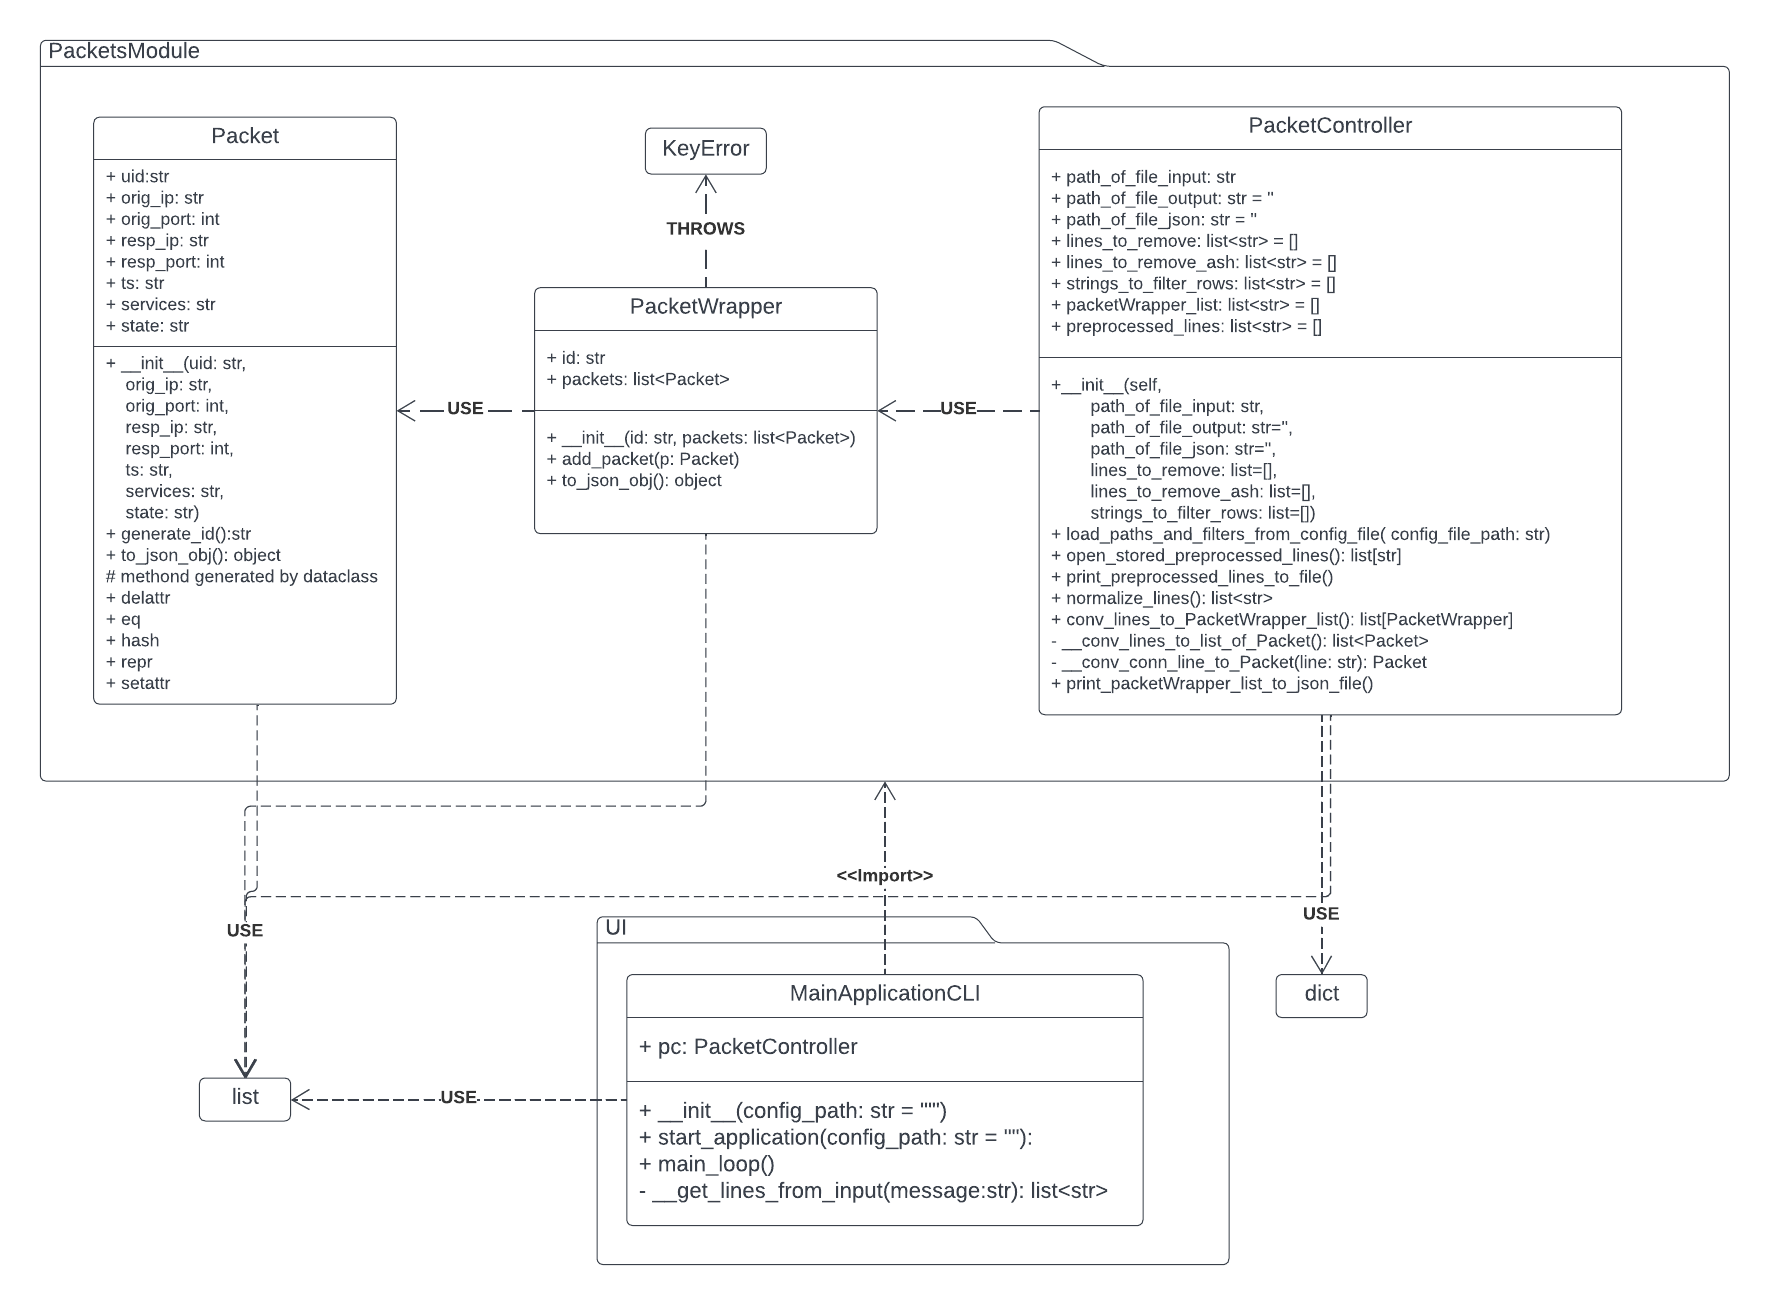 PacketsModule
Packet
+ uid:str
+ orig_ip: str
+ orig_port: int
+ resp_ip: str
+ resp_port: int
+ ts: str
+ services: str
+ state: str
+ __init__(uid: str,
orig_ip: str,
orig_port: int,
resp_ip: str,
resp_port: int,
ts: str,
services: str,
state: str)
+ generate_id():str
+ to_json_obj(): object
# methond generated by dataclass
+ delattr
+ eq
+ hash
+ repr
+ setattr
USE
KeyError
THROWS
PacketWrapper
+ id: str
+ packets: list<Packet>
+ __init__(id: str, packets: list<Packet>)
+ add_packet(p: Packet)
+ to_json_obj(): object
USE
PacketController
+ path_of_file_input: str
+ path_of_file_output: str = ''
+ path_of_file_json: str = ''
+ lines_to_remove: list<str> = []
+ lines_to_remove_ash: list<str> = []
+ strings_to_filter_rows: list<str> = []
+ packetWrapper_list: list<str> = []
+ preprocessed_lines: list<str> = []
+__init__(self,
path_of_file_input: str,
path_of_file_output: str='',
path_of_file_json: str='',
lines_to_remove: list=[],
lines_to_remove_ash: list=[],
strings_to_filter_rows: list=[])
+ load_paths_and_filters_from_config_file( config_file_path: str)
+ open_stored_preprocessed_lines(): list[str]
+ print_preprocessed_lines_to_file()
+ normalize_lines(): list<str>
+ conv_lines_to_PacketWrapper_list(): list[PacketWrapper]
- __conv_lines_to_list_of_Packet(): list<Packet>
- __conv_conn_line_to_Packet(line: str): Packet
+ print_packetWrapper_list_to_json_file()
<<Import>>
USE
USE
UI
MainApplicationCLI
+ pc: PacketController
+ __init__(config_path: str = """)
+ start_application(config_path: str = ""):
+ main_loop()
- __get_lines_from_input(message:str): list<str>
dict
list
USE